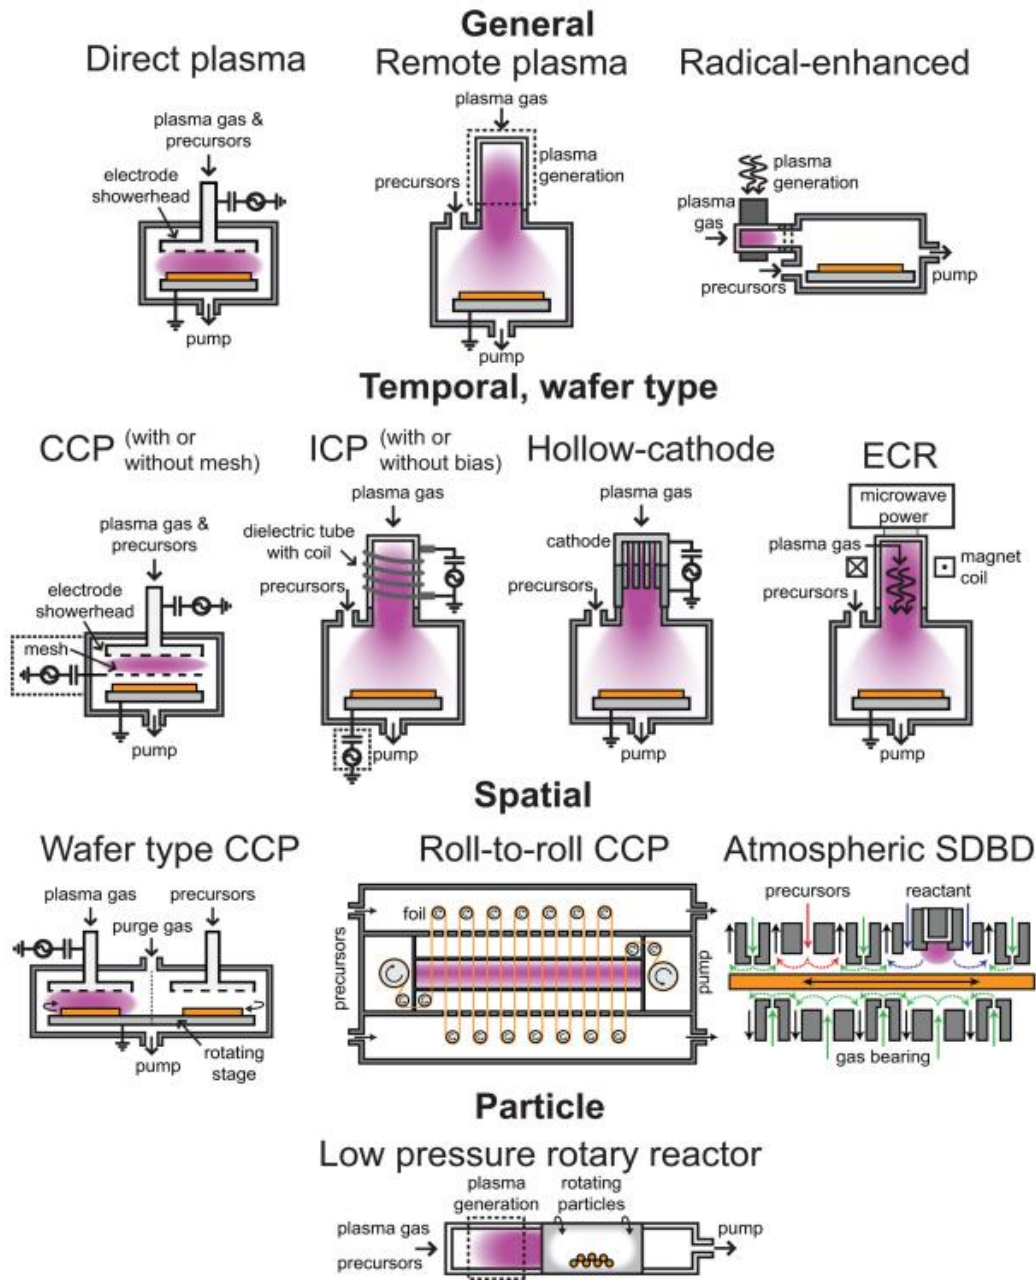 General
Direct plasma
Remote plasma
Radical-enhanced
plasma gas &
precursors
electrode
showerhead
pump
plasma gas
plasma
generation
precursors
pump
plasma
generation
plasma
gas
precursors
pump
Temporal, wafer type
CCP (with or
without mesh)
ICP (with or
without bias)
Hollow-cathode
ECR
plasma gas &
precursors
electrode
showerhead
mesh
pump
plasma gas
dielectric tube
with coil
precursors
pump
plasma gas
cathode
precursors
pump
microwave
power
plasma gas
magnet
coil
precursors
pump
Spatial
Wafer type CCP
Roll-to-roll CCP
Atmospheric SDBD
plasma gas
precursors
purge gas
pump
rotating
stage
foil
precursors
pump
precursors
reactant
gas bearing
Particle
Low pressure rotary reactor
plasma
generation
rotating
particles
plasma gas
precursors
pump